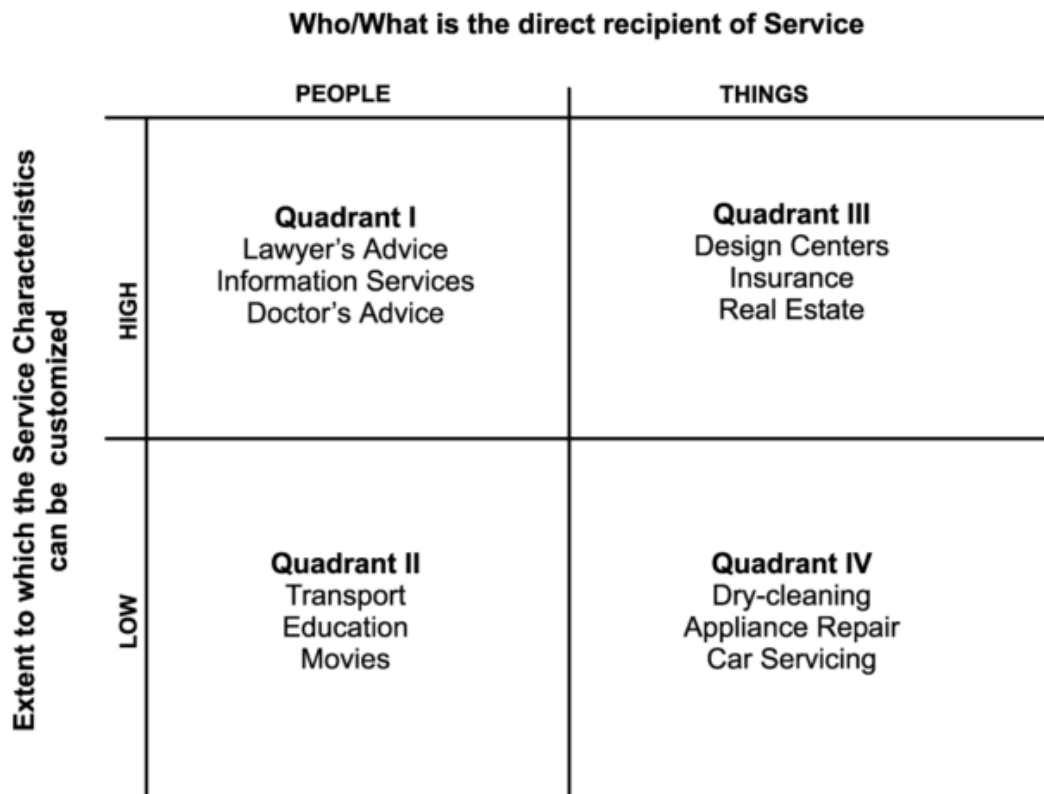 Who/What is the direct recipient of Service
PEOPLE
THINGS
Extent to which the Service Characteristics
can be customized
HIGH
Quadrant I
Lawyer's Advice
Information Services
Doctor's Advice
Quadrant III
Design Centers
Insurance
Real Estate
LOW
Quadrant II
Transport
Education
Movies
Quadrant IV
Dry-cleaning
Appliance Repair
Car Servicing